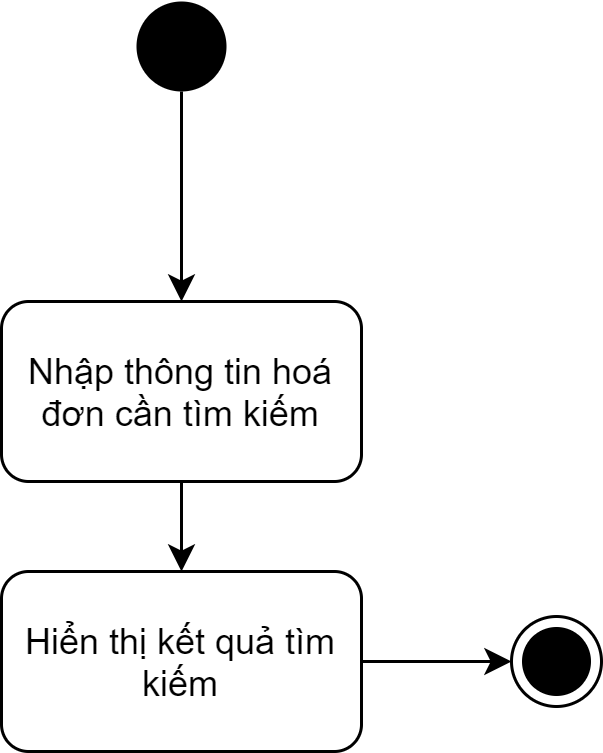 Nhập thông tin hoá
đơn cần tìm kiếm
Hiển thị kết quả tìm
kiếm